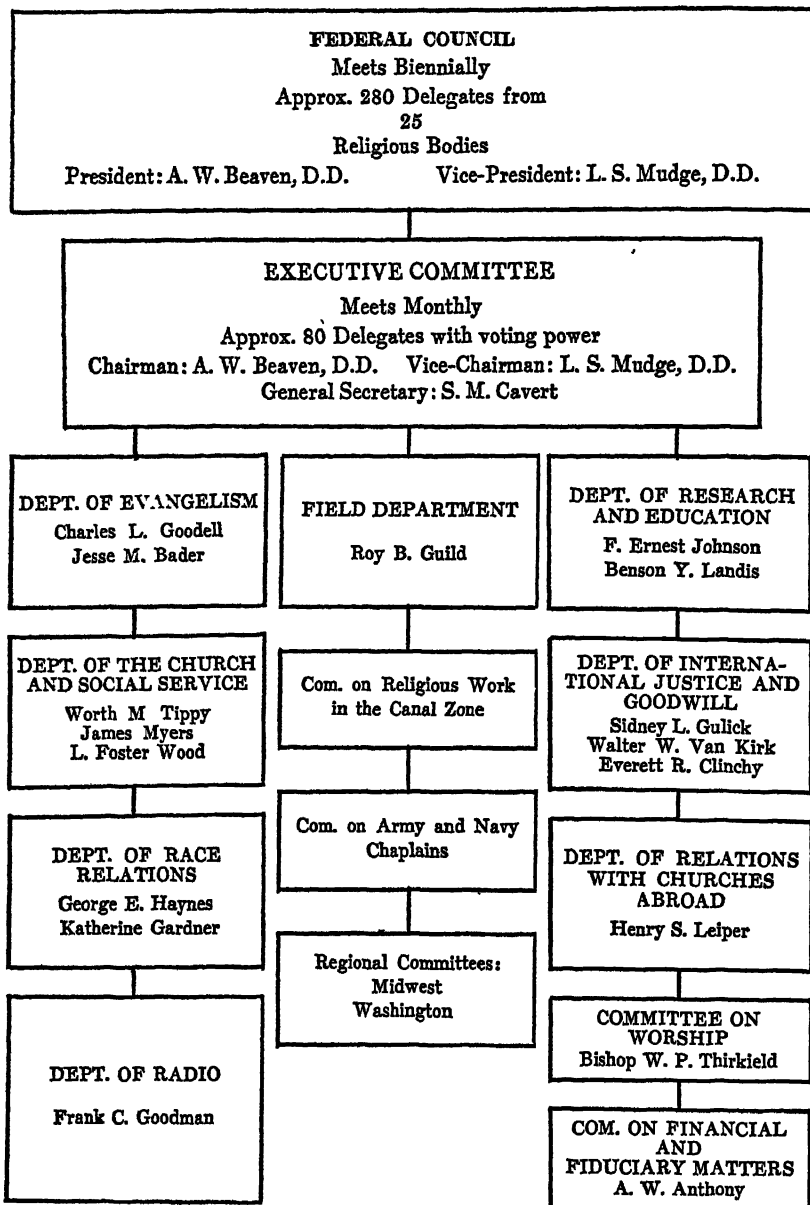 FEDERAL COUNCIL
Meets Biennially
Approx. 280 Delegates from
25
Religious Bodies
President: A. W. Beaven, D.D. Vice-President: L. S. Mudge, D.D.
EXECUTIVE COMMITTEE
Meets Monthly
Approx. 80 Delegates with voting power
Chairman: A. W. Beaven, D.D. Vice-Chairman: L. S. Mudge, D.D.
General Secretary: S. M. Cavert
DEPT. OF EVANGELISM
Charles L. Goodell
Jesse M. Bader
DEPT. OF THE CHURCH
AND SOCIAL SERVICE
Worth M Tippy
James Myers
L. Foster Wood
DEPT. OF RACE
RELATIONS
George E. Haynes
Katherine Gardner
DEPT. OF RADIO
Frank C. Goodman
FIELD DEPARTMENT
Roy B. Guild
Com. on Religious Work
in the Canal Zone
Com. on Army and Navy
Chaplains
Regional Committees:
Midwest
Washington
DEPT. OF RESEARCH
AND EDUCATION
F. Ernest Johnson
Benson Y. Landis
DEPT. OF INTERNA-
TIONAL JUSTICE AND
GOODWILL
Sidney L. Gulick
Walter W. Van Kirk
Everett R. Clinchy
DEPT. OF RELATIONS
WITH CHURCHES
ABROAD
Henry S. Leiper
COMMITTEE ON
WORSHIP
Bishop W. P. Thirkield
COM. ON FINANCIAL
AND
FIDUCIARY MATTERS
A. W. Anthony